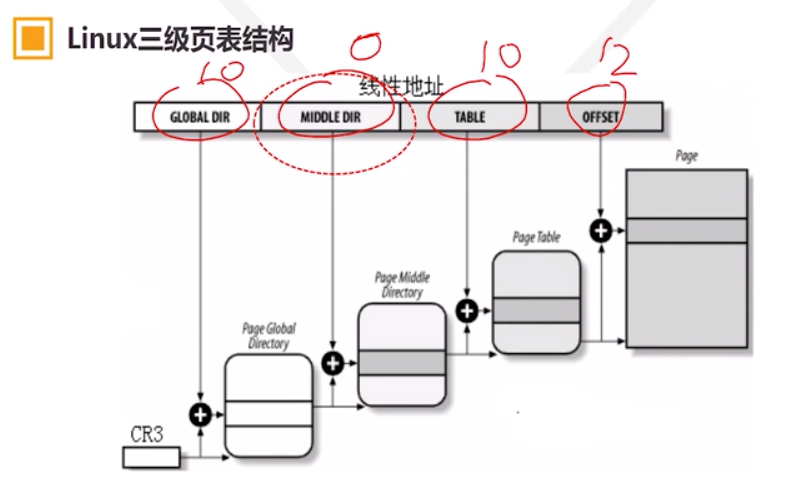 Linux三级页表结构
10 0 10 12
线性地址
GLOBAL DIR MIDDLE DIR TABLE OFFSET
Page
Page Table
Page Middle
Directory
Page Global
Directory
CR3